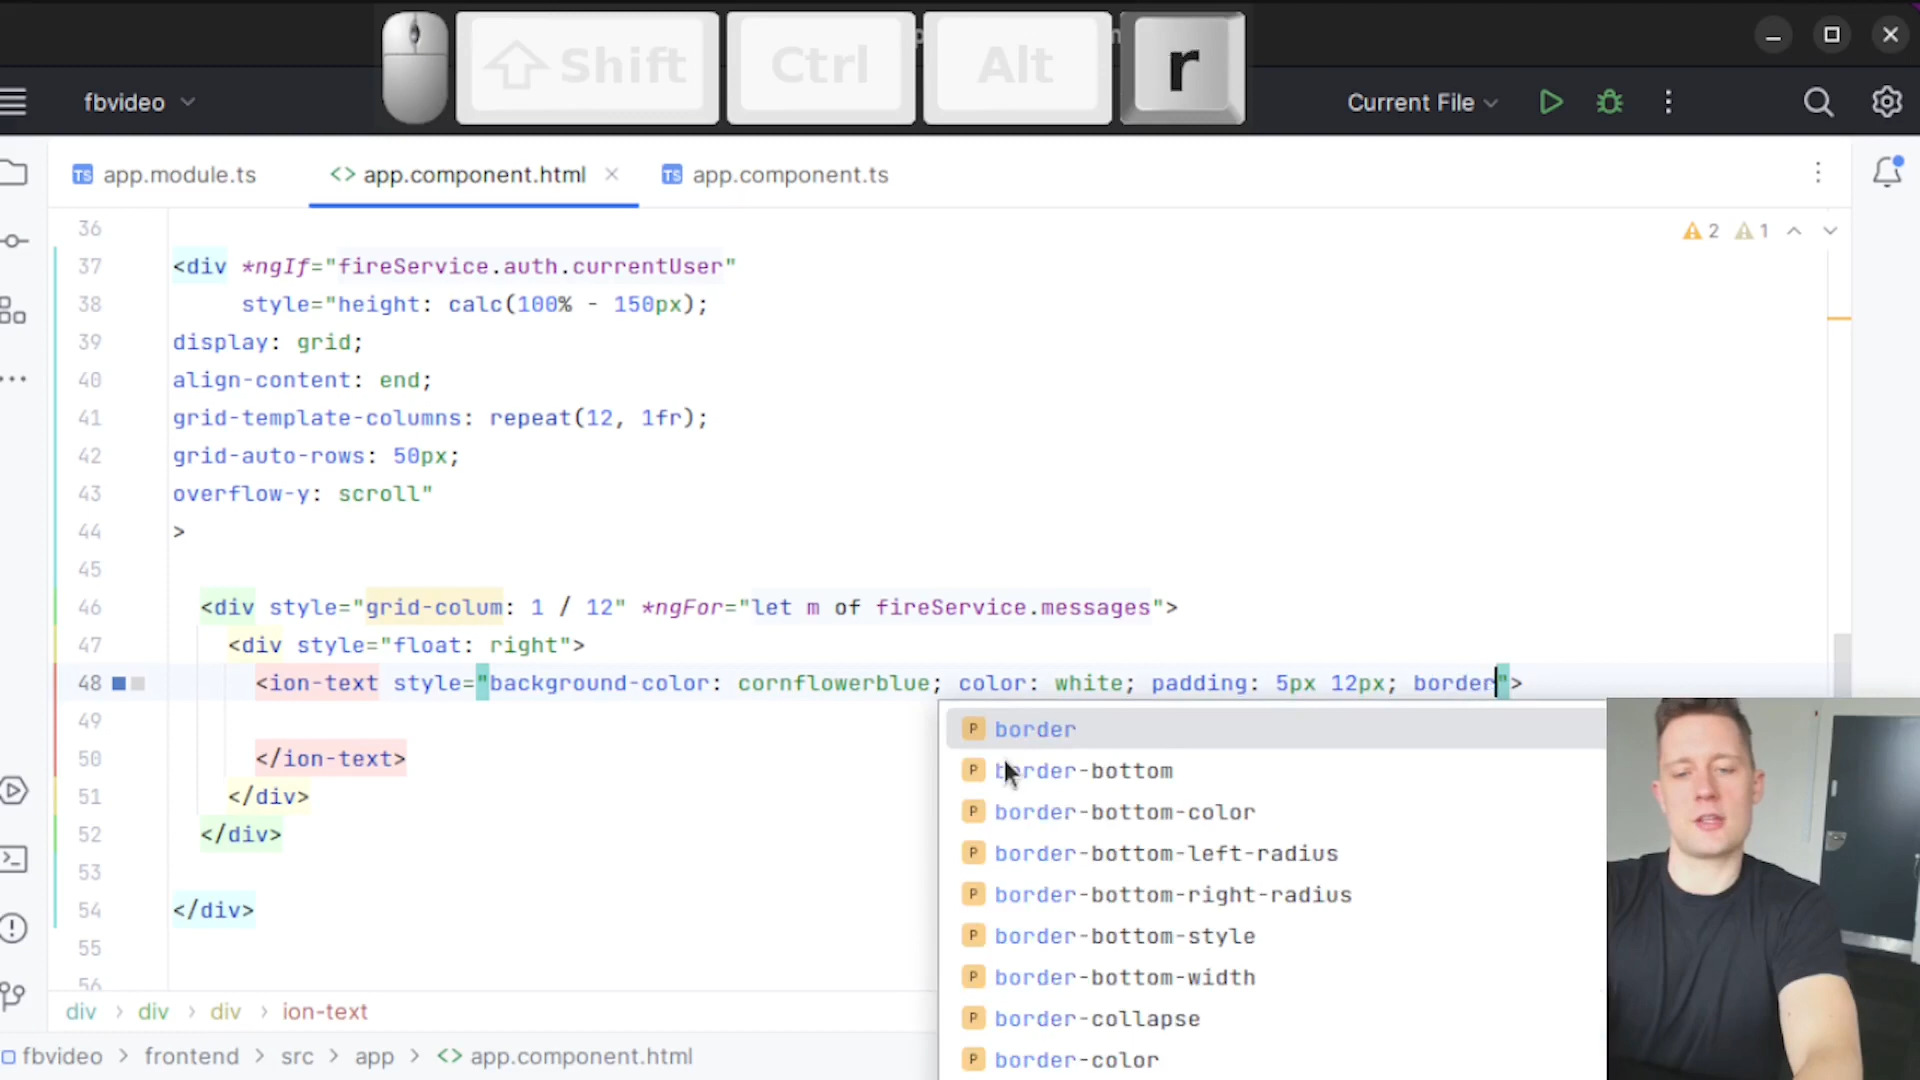 Shift Ctrl Alt r
fbvideo Current File
app.module.ts app.component.html app.component.ts
36 2 1
37 <div *ngIf="fireService.auth.currentUser"
38 style="height: calc(100% - 150px);
39 display: grid;
40 align-content: end;
41 grid-template-columns: repeat(12, 1fr);
42 grid-auto-rows: 50px;
43 overflow-y: scroll"
44 >
45
46 <div style="grid-colum: 1 / 12" *ngFor="let m of fireService.messages">
47 <div style="float: right">
48 <ion-text style="background-color: cornflowerblue; color: white; padding: 5px 12px; border">
49
50 </ion-text>
51 </div>
52 </div>
53
54 </div>
55
56
P border
P border-bottom
P border-bottom-color
P border-bottom-left-radius
P border-bottom-right-radius
P border-bottom-style
P border-bottom-width
P border-collapse
P border-color
div > div > div > ion-text
fbvideo > frontend > src > app > <> app.component.html